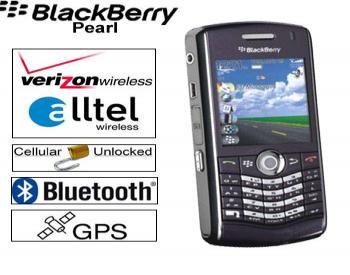 BlackBerry
Pearl
verizonwireless
alltel
wireless
Cellular Unlocked
Bluetooth
GPS
BlackBerry